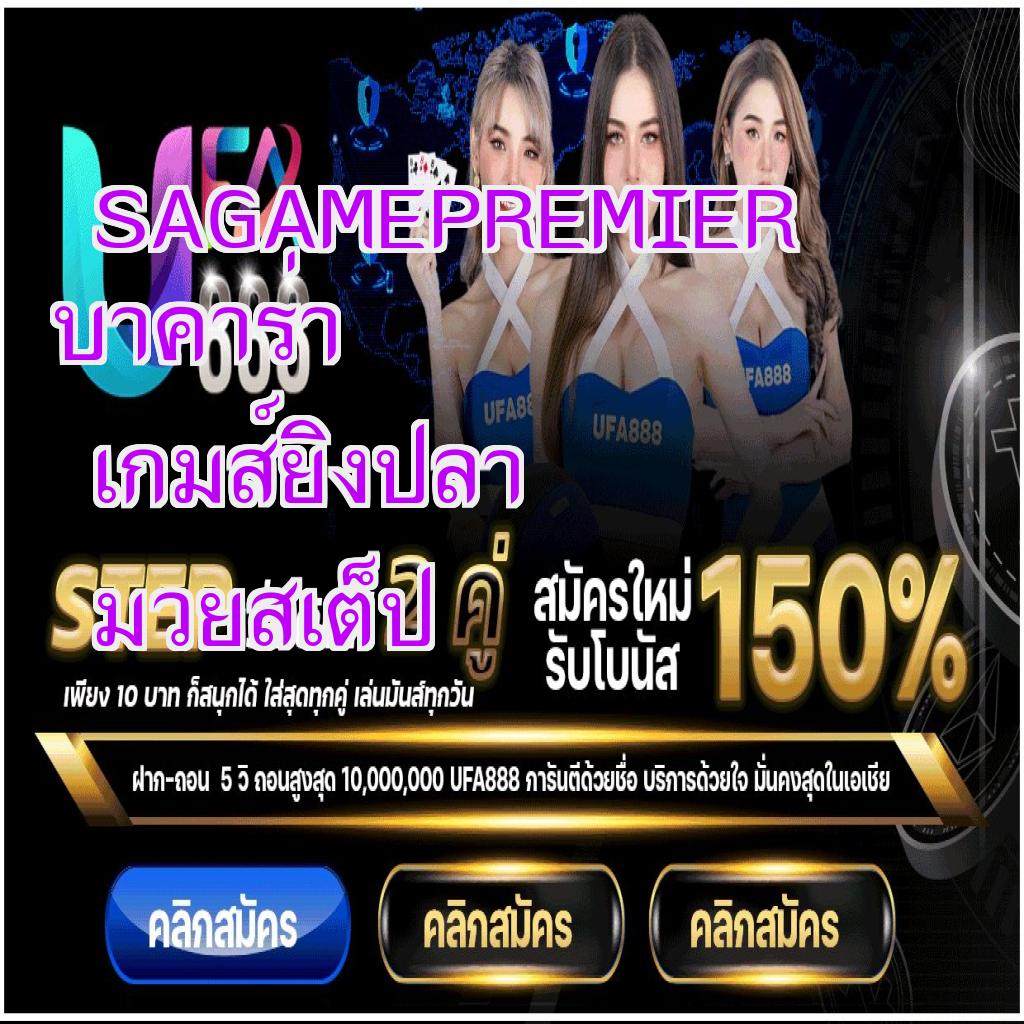 UFA
888
SAGAMEPREMIER
บาคาร่า
เกมส์ยิงปลา
มวยสเต็ป
UFA888
UFA888
UFA888
STEP 2 คู่
สมัครใหม่
รับโบนัส
150%
เพียง 10 บาท ก็สนุกได้ ใส่สุดทุกคู่ เล่นมันส์ทุกวัน
ฝาก-ถอน 5 วิ ถอนสูงสุด 10,000,000 UFA888 การันตีด้วยชื่อ บริการด้วยใจ มั่นคงสุดในเอเชีย
คลิกสมัคร
คลิกสมัคร
คลิกสมัคร